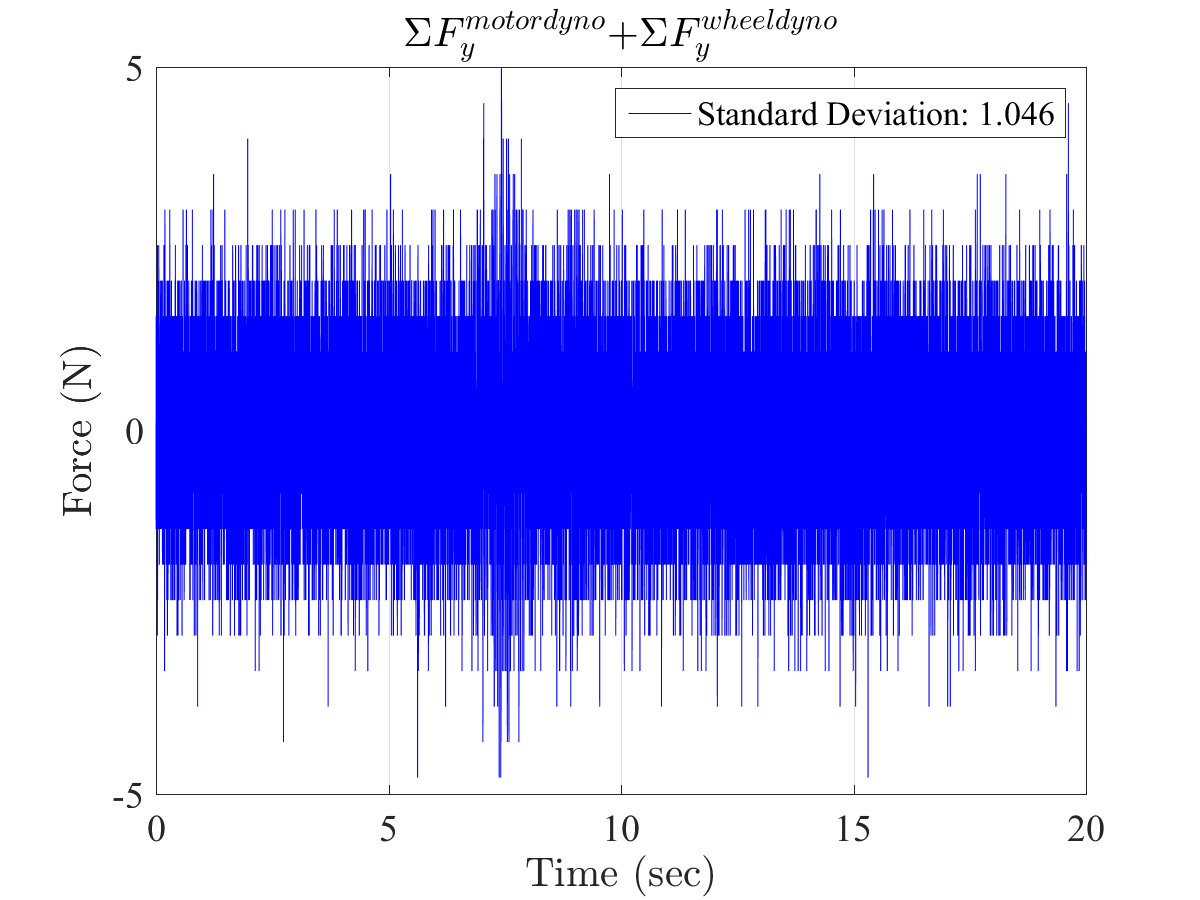 ΣF_y^{motordyno}+ΣF_y^{wheeldyno}
5
Standard Deviation: 1.046
Force (N)
0
-5
0 5 10 15 20
Time (sec)